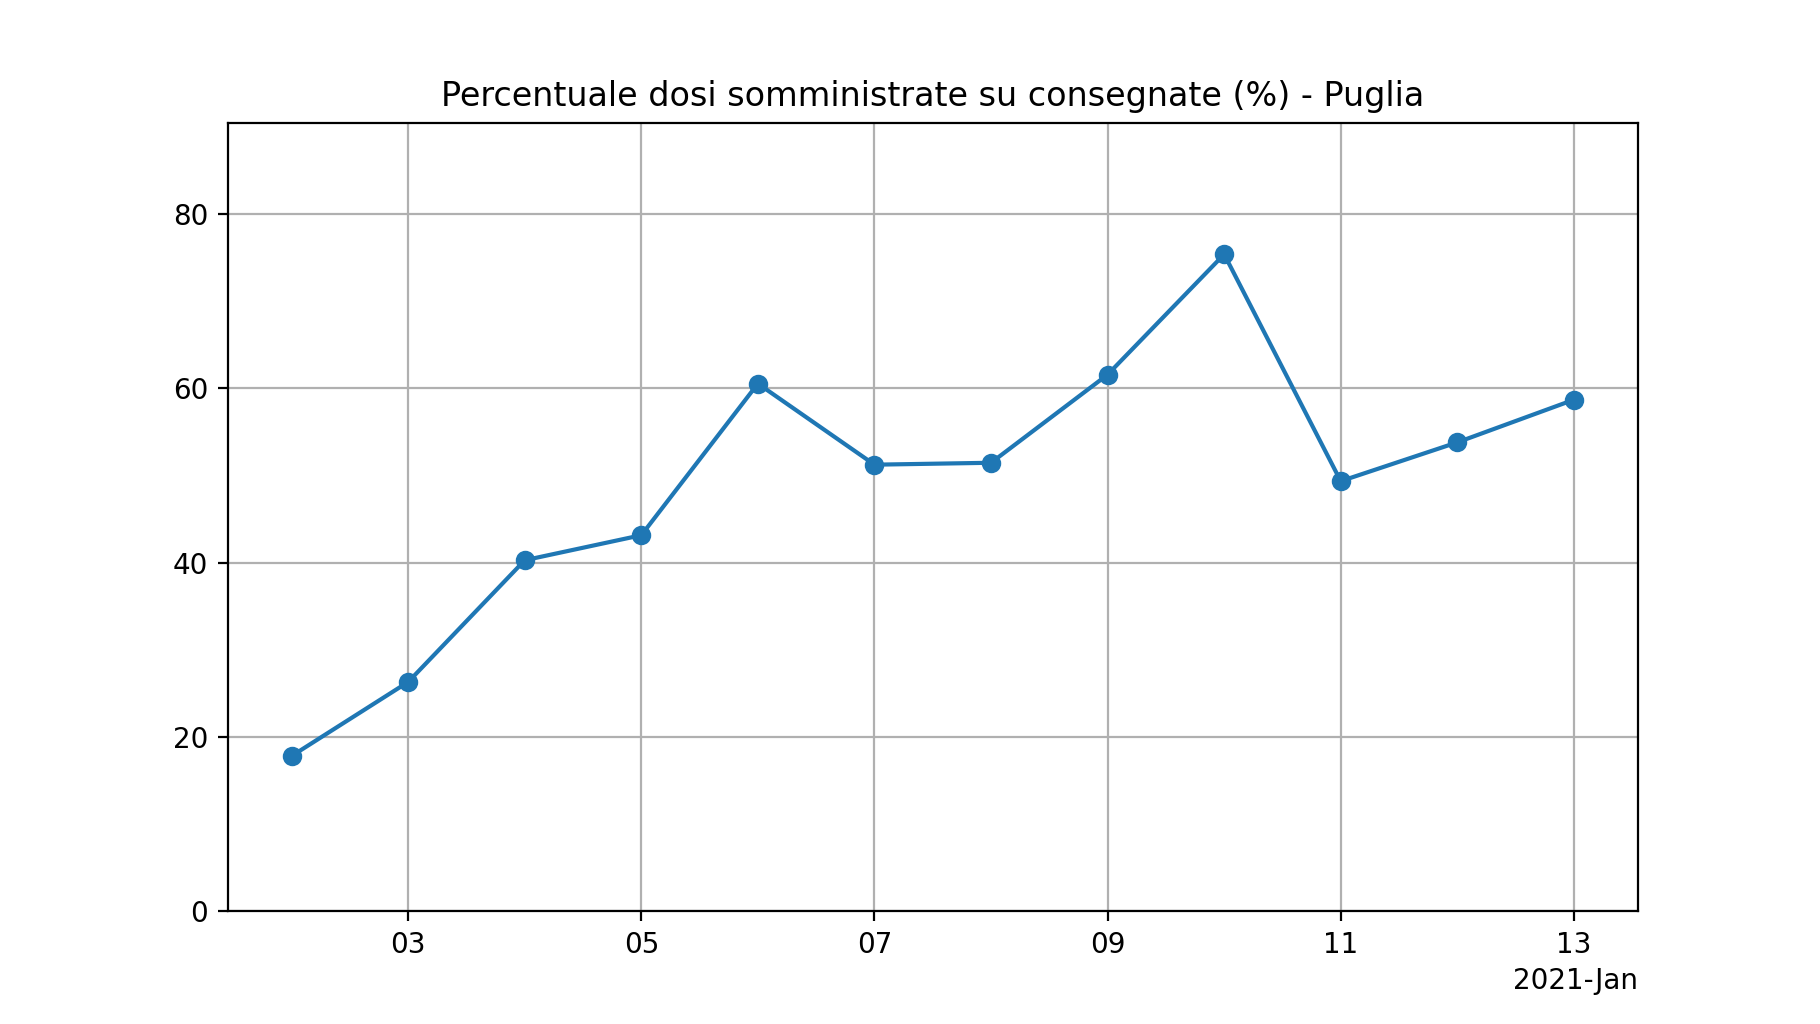 Percentuale dosi somministrate su consegnate (%) - Puglia
80
60
40
20
0
03 05 07 09 11 13
2021-Jan